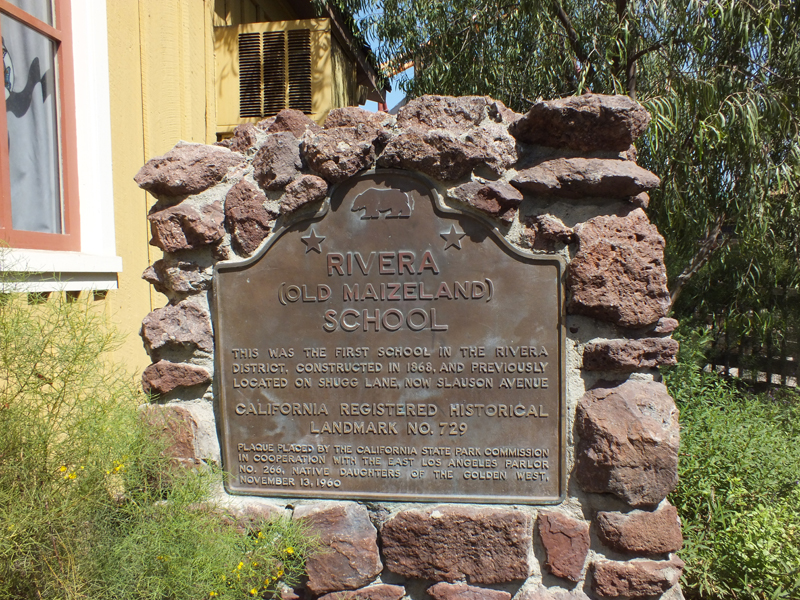 RIVERA
(OLD MAIZELAND)
SCHOOL
THIS WAS THE FIRST SCHOOL IN THE RIVERA
DISTRICT, CONSTRUCTED IN 1868, AND PREVIOUSLY
LOCATED ON SHUGG LANE, NOW SLAUSON AVENUE
CALIFORNIA REGISTERED HISTORICAL
LANDMARK NO. 729
PLAQUE PLACED BY THE CALIFORNIA STATE PARK COMMISSION
IN COOPERATION WITH THE EAST LOS ANGELES PARLOR
NO. 266, NATIVE DAUGHTERS OF THE GOLDEN WEST,
NOVEMBER 13, 1960